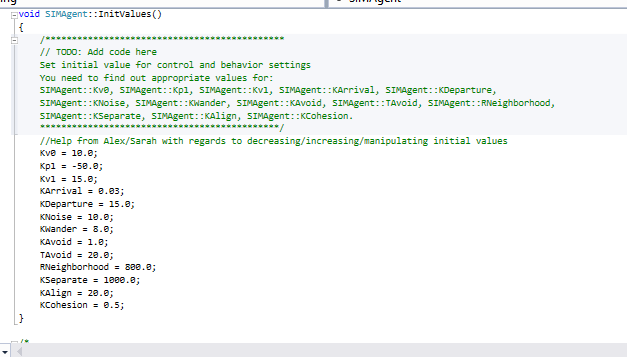 void SIMAgent::InitValues()
{
/*********************************************
// TODO: Add code here
Set initial value for control and behavior settings
You need to find out appropriate values for:
SIMAgent::Kv0, SIMAgent::Kp1, SIMAgent::Kv1, SIMAgent::KArrival, SIMAgent::KDeparture,
SIMAgent::KNoise, SIMAgent::KWander, SIMAgent::KAvoid, SIMAgent::TAvoid, SIMAgent::RNeighborhood,
SIMAgent::KSeparate, SIMAgent::KAlign, SIMAgent::KCohesion.
*********************************************/
//Help from Alex/Sarah with regards to decreasing/increasing/manipulating initial values
Kv0 = 10.0;
Kp1 = -50.0;
Kv1 = 15.0;
KArrival = 0.03;
KDeparture = 15.0;
KNoise = 10.0;
KWander = 8.0;
KAvoid = 1.0;
TAvoid = 20.0;
RNeighborhood = 800.0;
KSeparate = 1000.0;
KAlign = 20.0;
KCohesion = 0.5;
}
/*